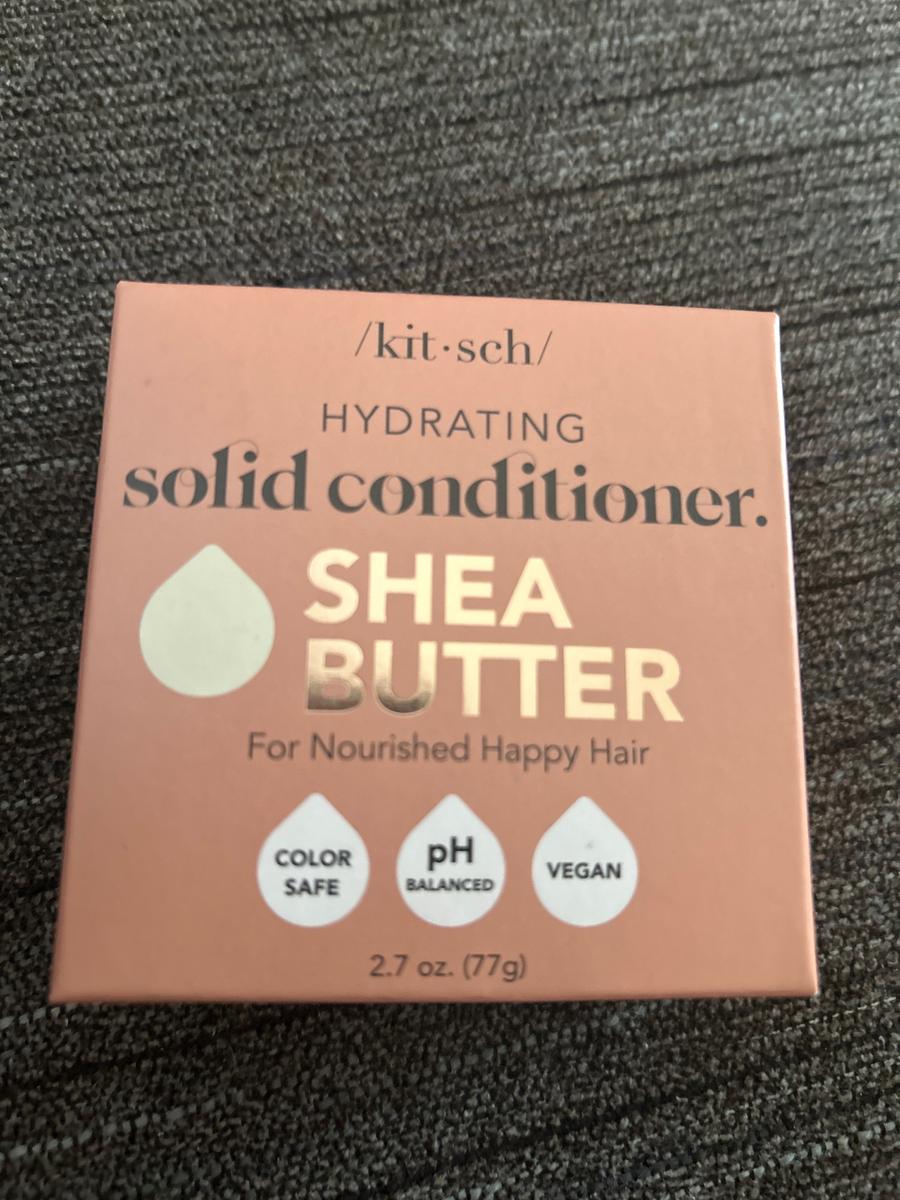 /kit·sch/
HYDRATING
solid conditioner.
SHEA
BUTTER
For Nourished Happy Hair
COLOR
SAFE
pH
BALANCED
VEGAN
2.7 oz. (77g)